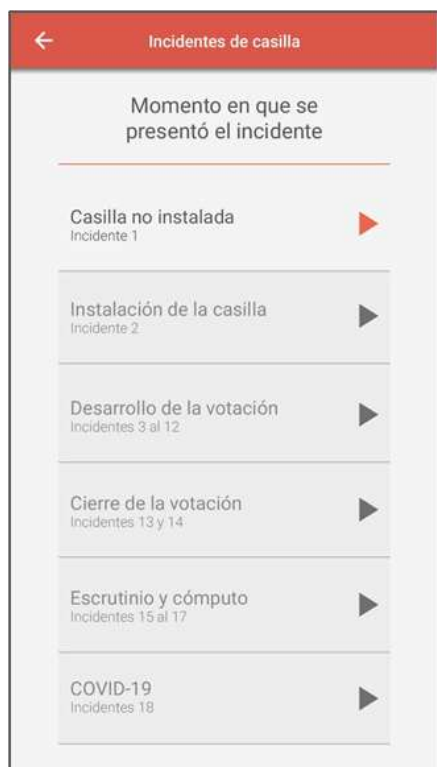 Incidentes de casilla
Momento en que se
presentó el incidente
Casilla no instalada
Incidente 1
Instalación de la casilla
Incidente 2
Desarrollo de la votación
Incidentes 3 al 12
Cierre de la votación
Incidentes 13 y 14
Escrutinio y cómputo
Incidentes 15 al 17
COVID-19
Incidentes 18